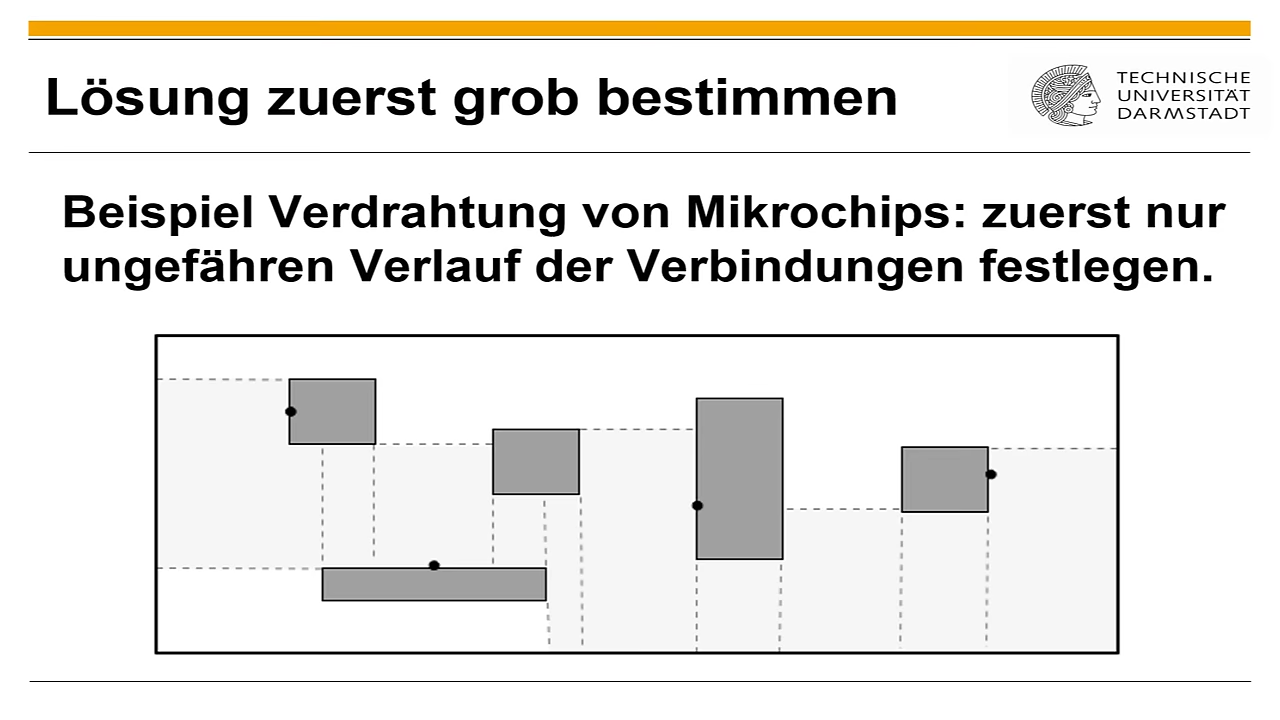 Lösung zuerst grob bestimmen
TECHNISCHE
UNIVERSITÄT
DARMSTADT
Beispiel Verdrahtung von Mikrochips: zuerst nur
ungefähren Verlauf der Verbindungen festlegen.